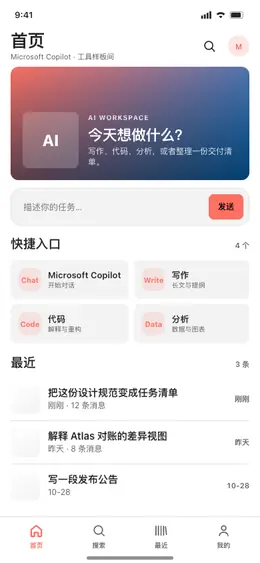 9:41
首页
Microsoft Copilot · 工具样板间
M
AI
AI WORKSPACE
今天想做什么?
写作、代码、分析，或者整理一份交付清
单。
描述你的任务...
发送
快捷入口
4 个
Chat
Microsoft Copilot
开始对话
Write
写作
长文与提纲
Code
代码
解释与重构
Data
分析
数据与图表
最近
3 条
把这份设计规范变成任务清单
刚刚 · 12 条消息
刚刚
解释 Atlas 对账的差异视图
昨天 · 8 条消息
昨天
写一段发布公告
10-28
10-28
首页
搜索
最近
我的